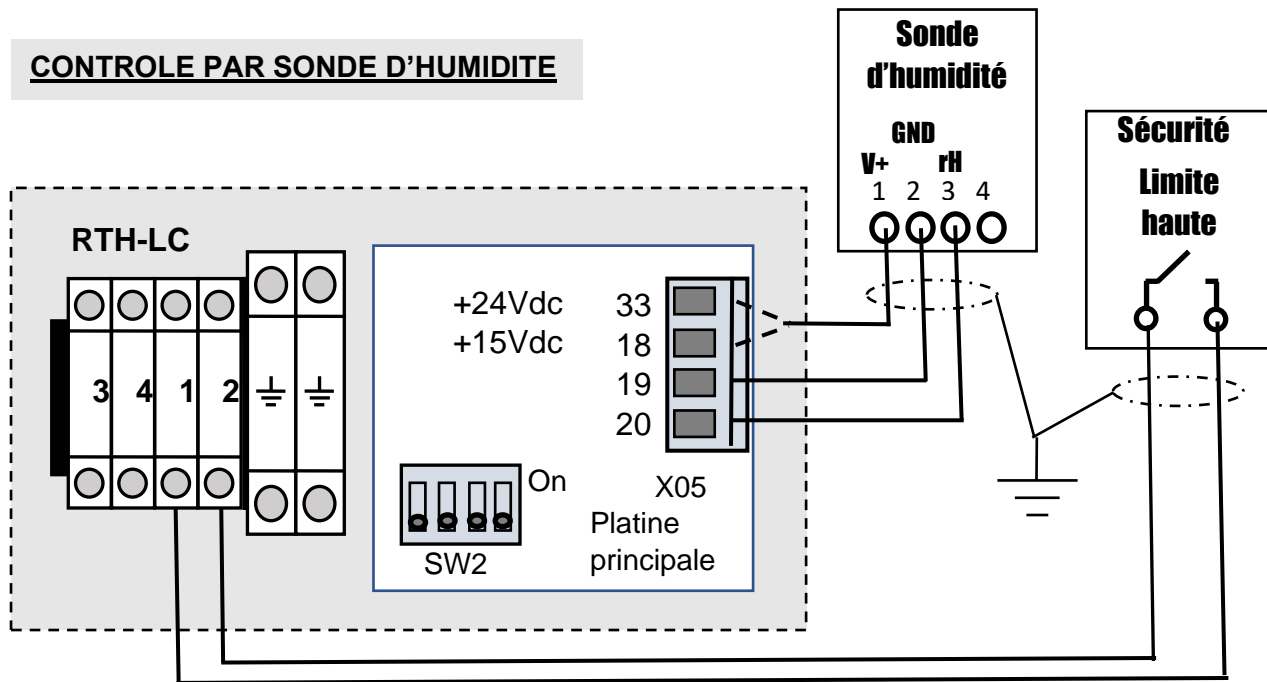 CONTROLE PAR SONDE D’HUMIDITE
Sonde
d’humidité
GND
V+ rH
1 2 3 4
Sécurité
Limite
haute
RTH-LC
3 4 1 2
+24Vdc 33
+15Vdc 18
19
20
On
X05
SW2
Platine
principale